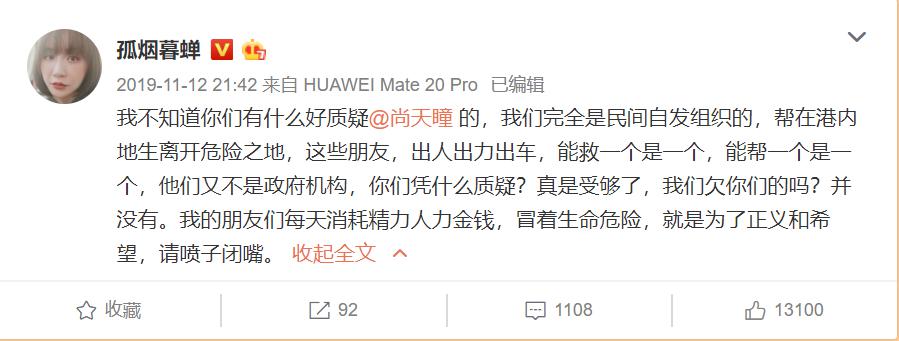 孤烟暮蝉
2019-11-12 21:42 来自 HUAWEI Mate 20 Pro 已编辑
我不知道你们有什么好质疑@尚天瞳 的，我们完全是民间自发组织的，帮在港内
地生离开危险之地，这些朋友，出人出力出车，能救一个是一个，能帮一个是一
个，他们又不是政府机构，你们凭什么质疑？真是受够了，我们欠你们的吗？并
没有。我的朋友们每天消耗精力人力金钱，冒着生命危险，就是为了正义和希
望，请喷子闭嘴。 收起全文
收藏 92 1108 13100